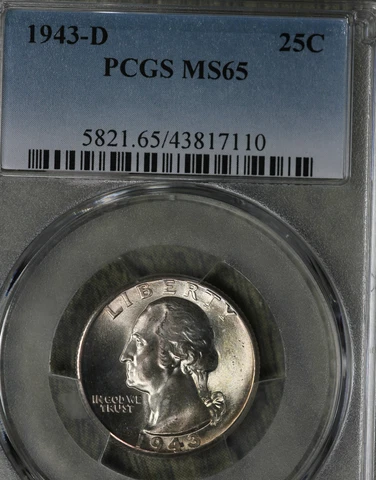 1943-D 25C
PCGS MS65
5821.65/43817110
LIBERTY
IN GOD WE
TRUST
1943